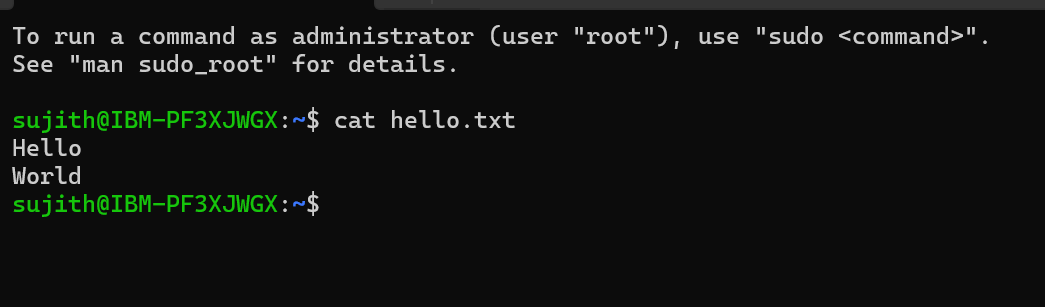 To run a command as administrator (user "root"), use "sudo <command>".
See "man sudo_root" for details.
sujith@IBM-PF3XJWGX:~$ cat hello.txt
Hello
World
sujith@IBM-PF3XJWGX:~$